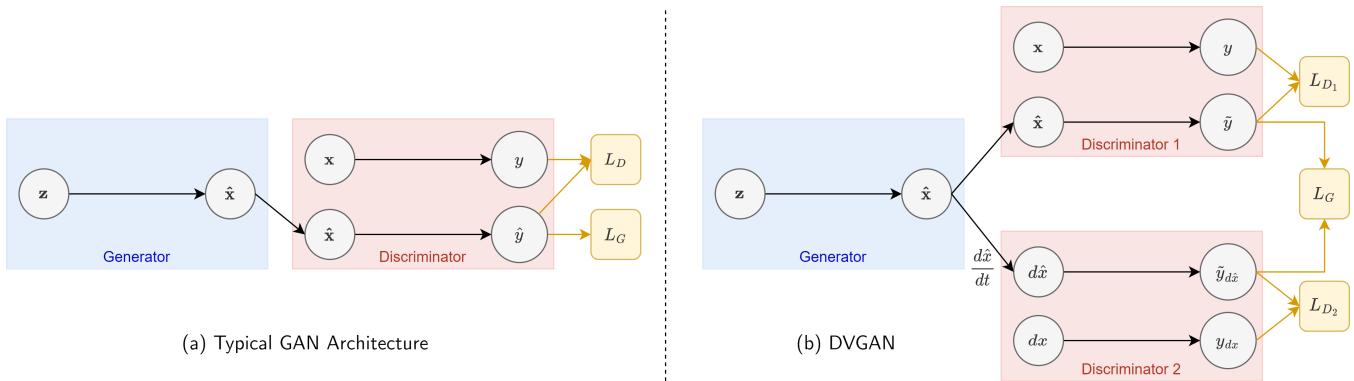 z
x̂
Generator
x
y
x̂
ŷ
Discriminator
L_D
L_G
(a) Typical GAN Architecture
z
x̂
Generator
dx̂/dt
x
y
x̂
ỹ
Discriminator 1
L_{D_1}
L_G
dx̂
ỹ_{dx̂}
dx
y_{dx}
Discriminator 2
L_{D_2}
(b) DVGAN